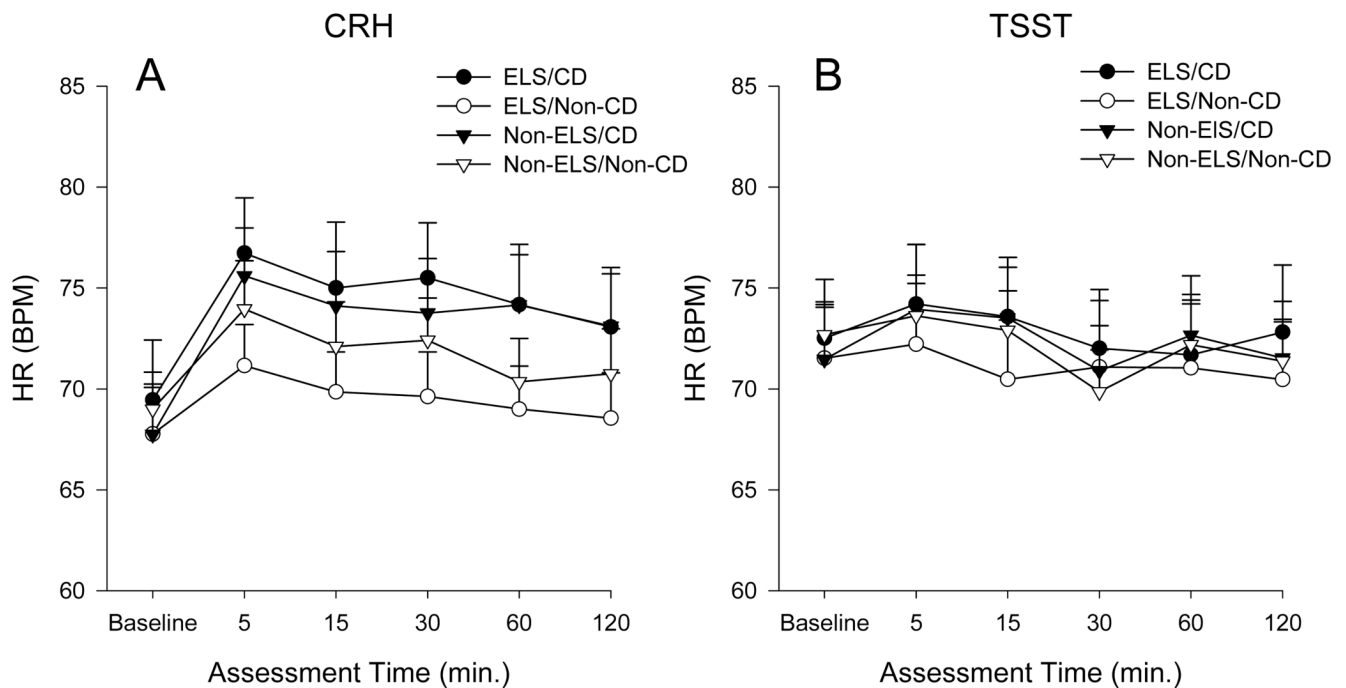 CRH
A
ELS/CD
ELS/Non-CD
Non-ELS/CD
Non-ELS/Non-CD
85
80
75
70
65
60
HR (BPM)
Baseline 5 15 30 60 120
Assessment Time (min.)
TSST
B
ELS/CD
ELS/Non-CD
Non-ElS/CD
Non-ELS/Non-CD
85
80
75
70
65
60
HR (BPM)
Baseline 5 15 30 60 120
Assessment Time (min.)